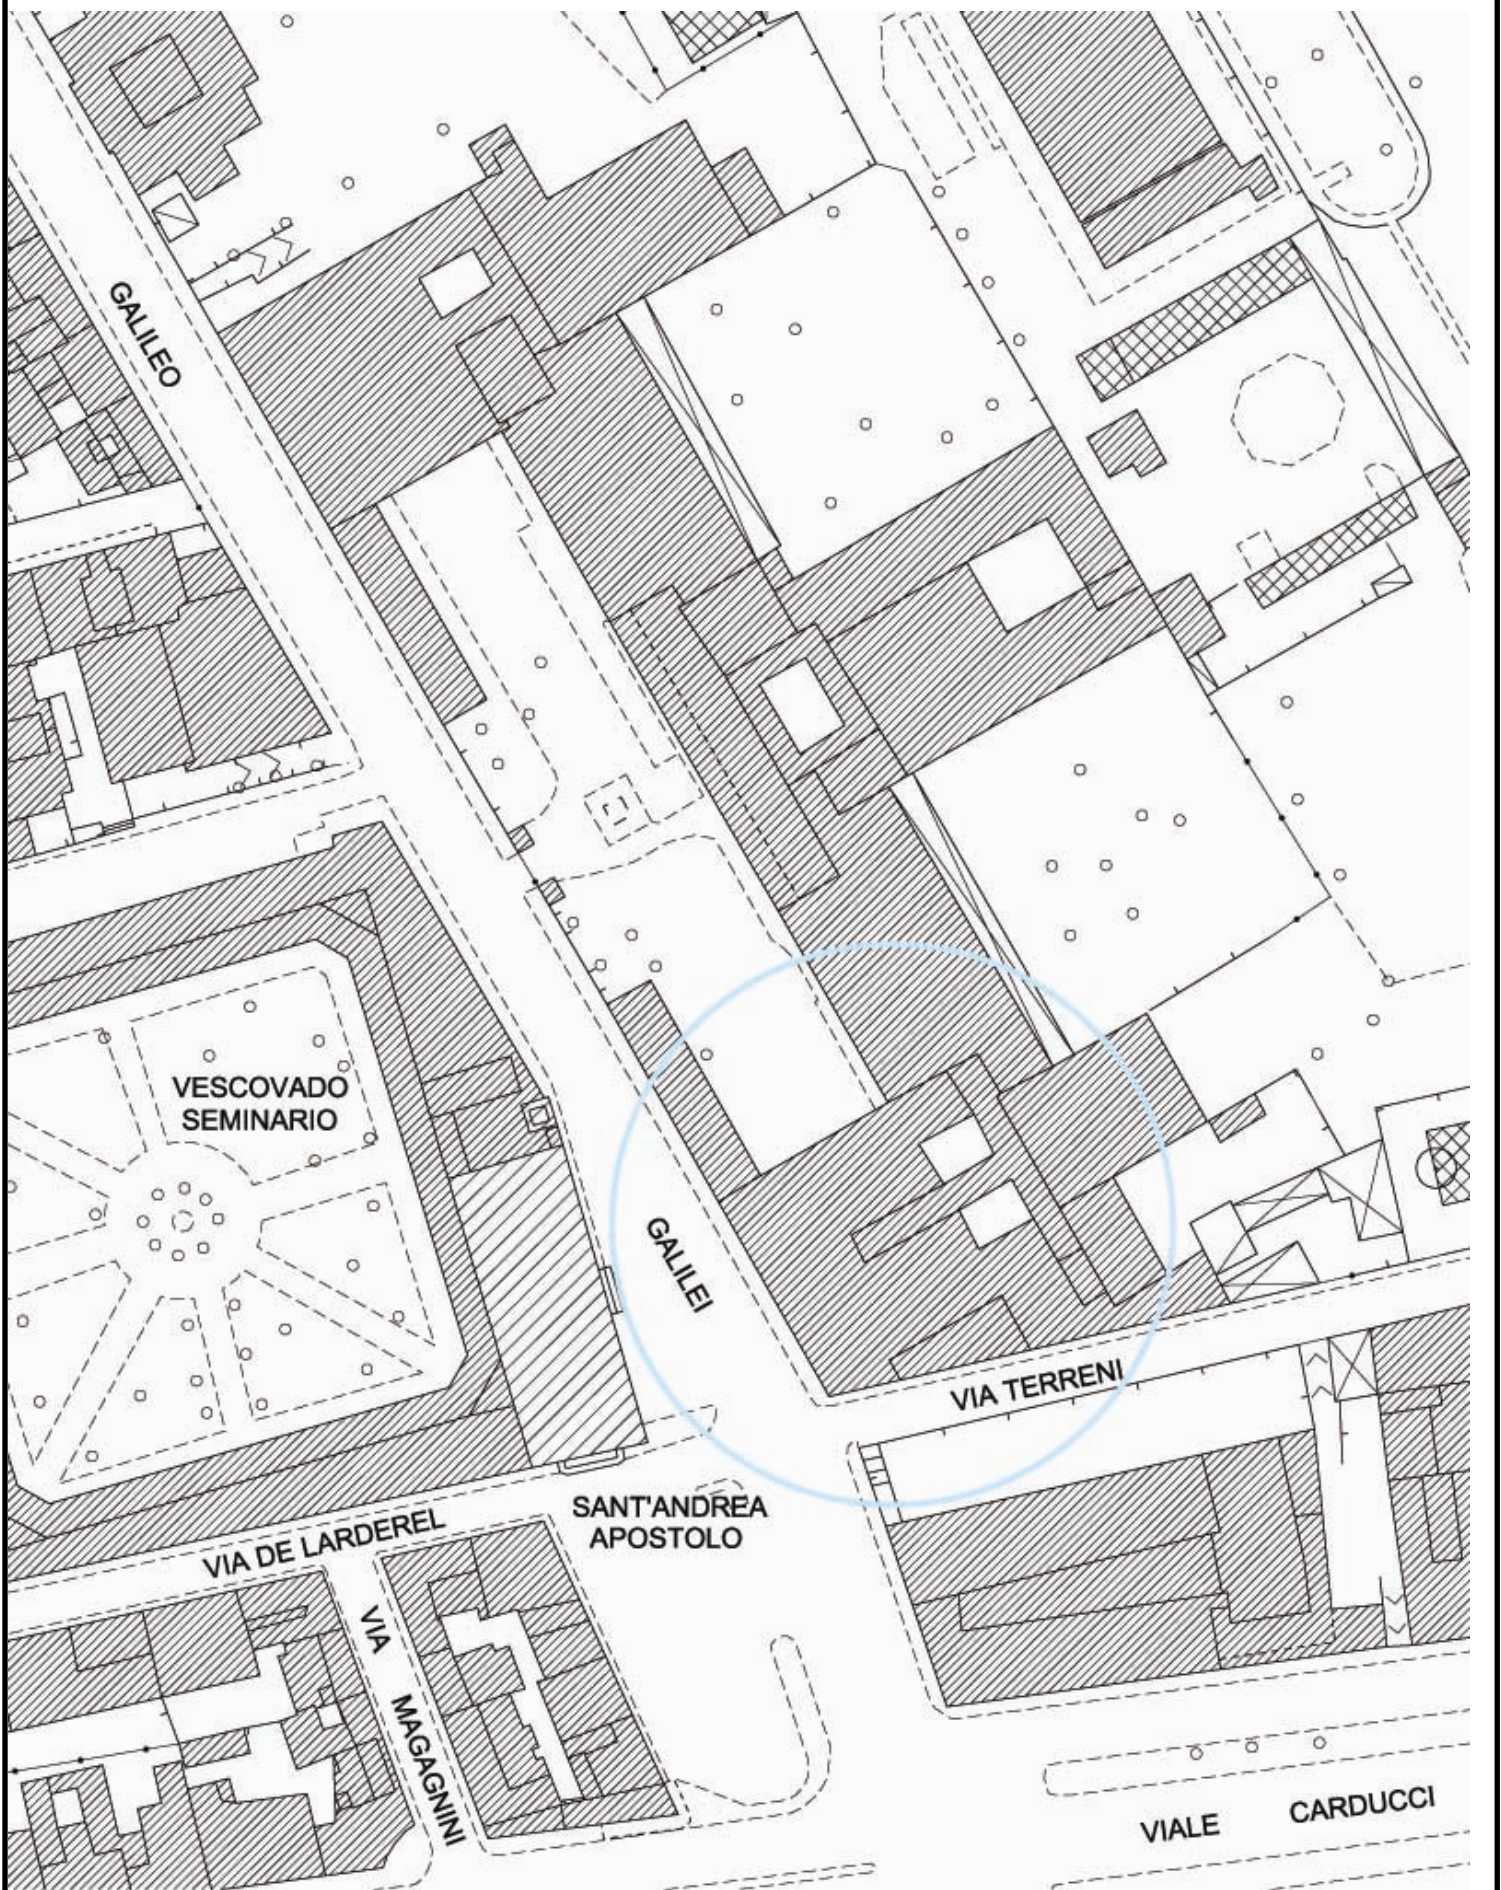 GALILEO
VESCOVADO
SEMINARIO
GALILEI
VIA TERRENI
SANT'ANDREA
APOSTOLO
VIA DE LARDEREL
VIA
MAGAGNINI
VIALE CARDUCCI